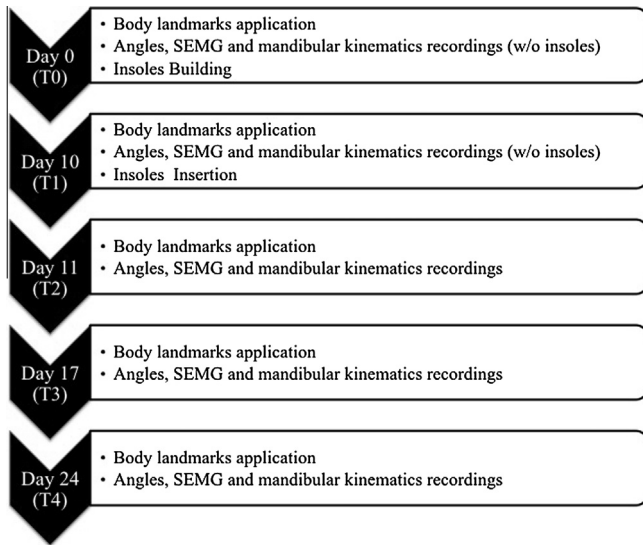 Day 0
(T0)
• Body landmarks application
• Angles, SEMG and mandibular kinematics recordings (w/o insoles)
• Insoles Building
Day 10
(T1)
• Body landmarks application
• Angles, SEMG and mandibular kinematics recordings (w/o insoles)
• Insoles Insertion
Day 11
(T2)
• Body landmarks application
• Angles, SEMG and mandibular kinematics recordings
Day 17
(T3)
• Body landmarks application
• Angles, SEMG and mandibular kinematics recordings
Day 24
(T4)
• Body landmarks application
• Angles, SEMG and mandibular kinematics recordings